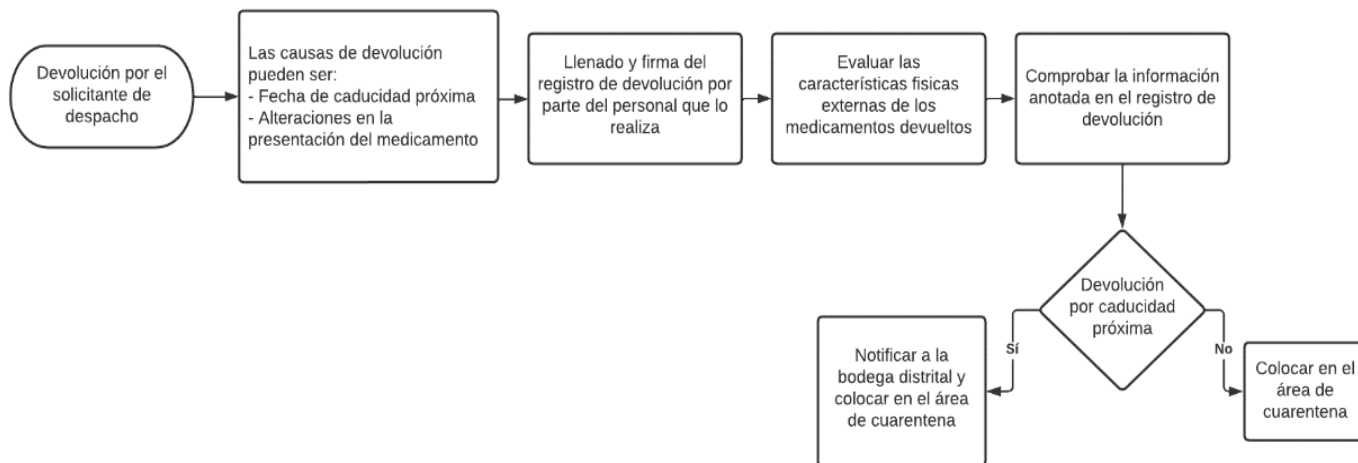 Devolución por el
solicitante de
despacho
Las causas de devolución
pueden ser:
- Fecha de caducidad próxima
- Alteraciones en la
presentación del medicamento
Llenado y firma del
registro de devolución por
parte del personal que lo
realiza
Evaluar las
características fisicas
externas de los
medicamentos devueltos
Comprobar la información
anotada en el registro de
devolución
Devolución
por caducidad
próxima
Sí
No
Notificar a la
bodega distrital y
colocar en el área
de cuarentena
Colocar en el
área de
cuarentena